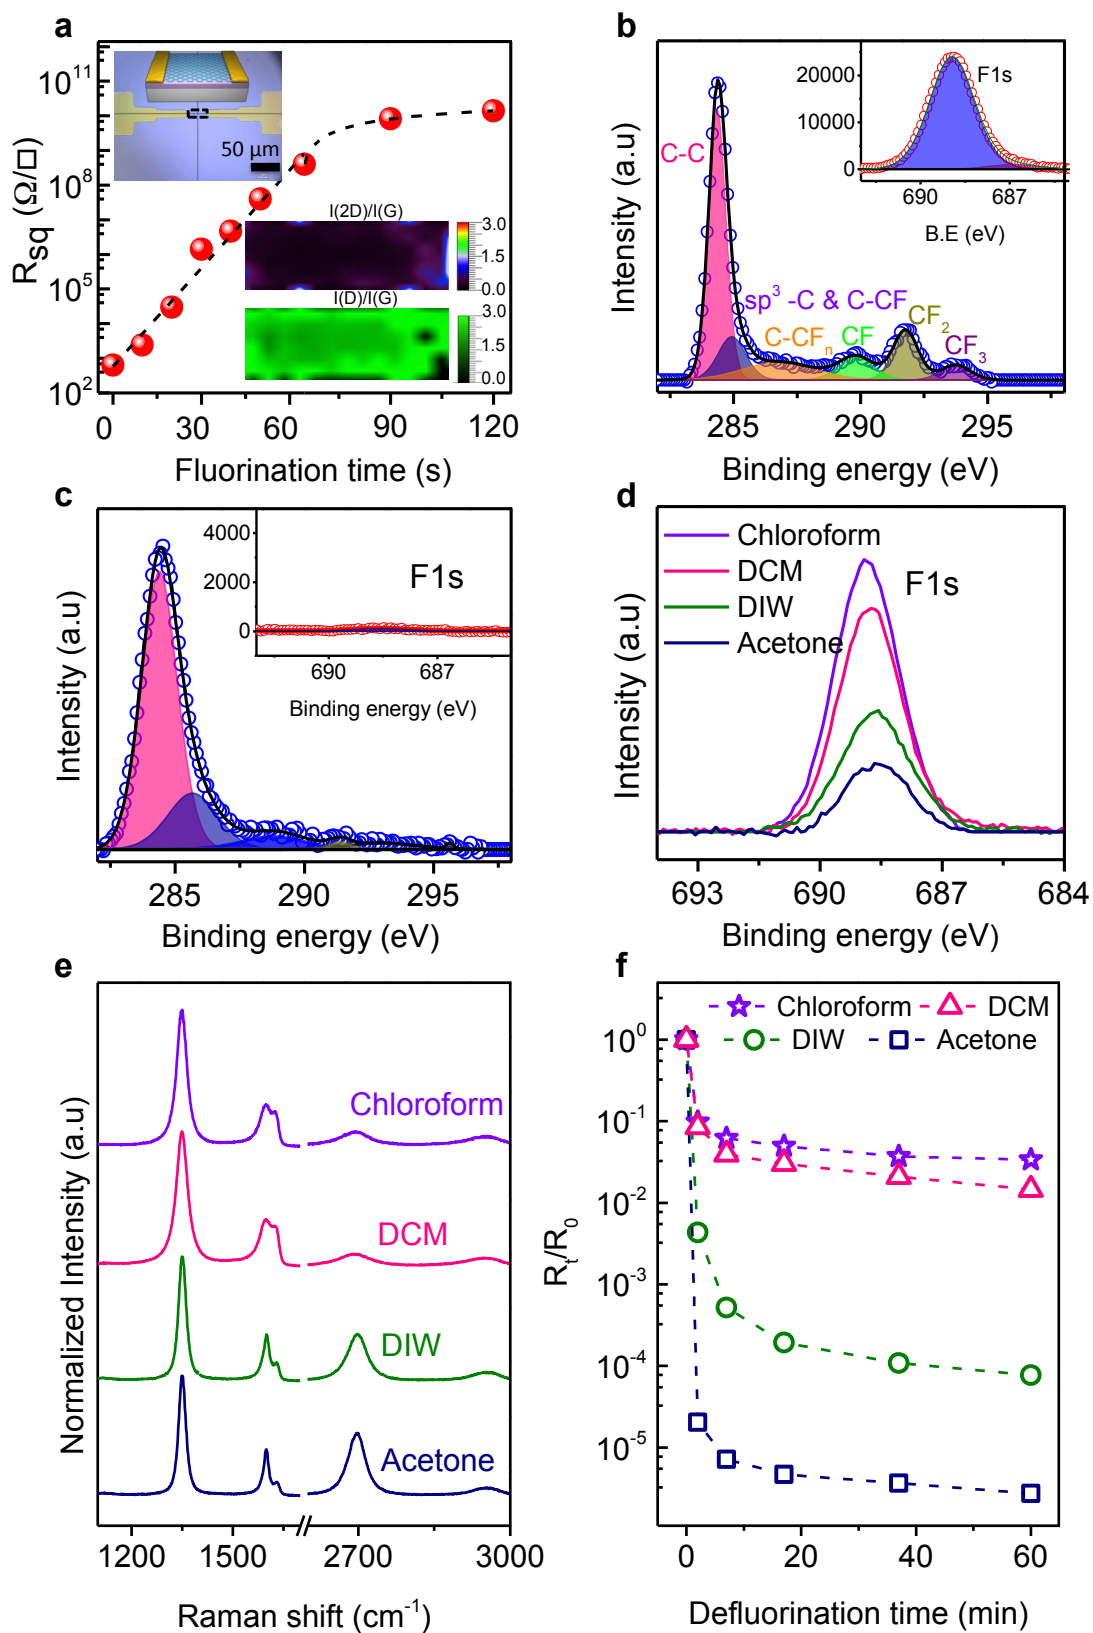 a
R_sq (Ω/□)
10^11
10^8
10^5
10^2
50 μm
I(2D)/I(G)
3.0
1.5
0.0
I(D)/I(G)
3.0
1.5
0.0
0 30 60 90 120
Fluorination time (s)
b
Intensity (a.u)
C-C
sp^3 -C & C-CF
C-CF_n
CF
CF_2
CF_3
20000
10000
0
F1s
690 687
B.E (eV)
285 290 295
Binding energy (eV)
c
Intensity (a.u)
4000
2000
0
F1s
690 687
Binding energy (eV)
285 290 295
Binding energy (eV)
d
Intensity (a.u)
Chloroform
DCM
DIW
Acetone
F1s
693 690 687 684
Binding energy (eV)
e
Normalized Intensity (a.u)
Chloroform
DCM
DIW
Acetone
1200 1500 2700 3000
Raman shift (cm^-1)
f
R_t/R_0
Chloroform DCM
DIW Acetone
10^0
10^-1
10^-2
10^-3
10^-4
10^-5
0 20 40 60
Defluorination time (min)